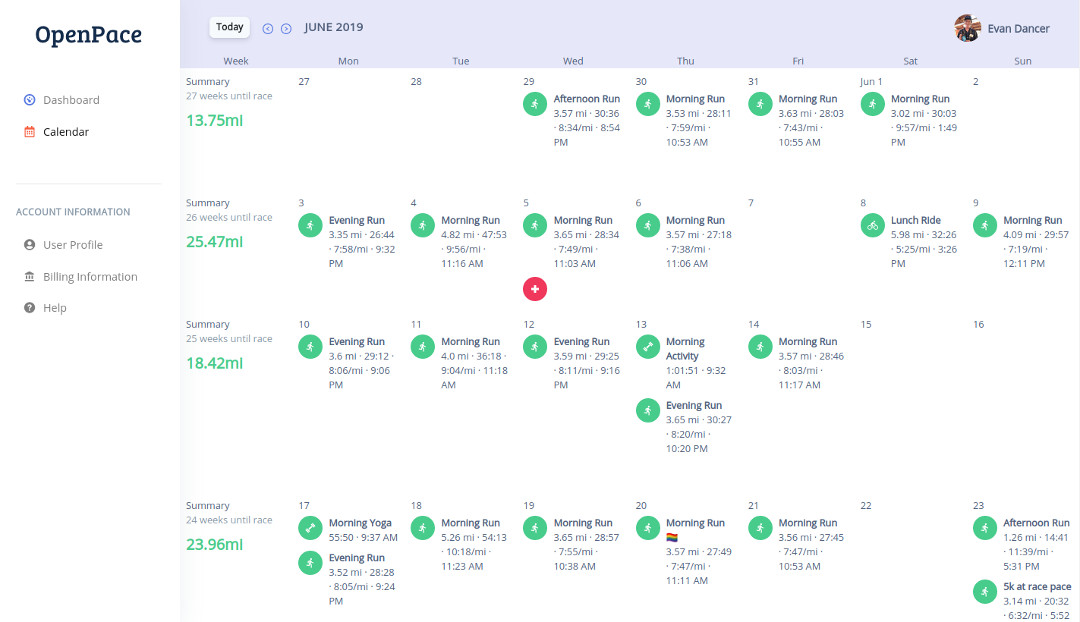 OpenPace
Dashboard
Calendar
ACCOUNT INFORMATION
User Profile
Billing Information
Help
Today
JUNE 2019
Evan Dancer
Week
Mon
Tue
Wed
Thu
Fri
Sat
Sun
Summary
27 weeks until race
13.75ml
27
28
29
Afternoon Run
3.57 mi · 30:36
· 8:34/mi · 8:54
PM
30
Morning Run
3.53 mi · 28:11
· 7:59/mi ·
10:53 AM
31
Morning Run
3.63 mi · 28:03
· 7:43/mi ·
10:55 AM
Jun 1
Morning Run
3.02 mi · 30:03
· 9:57/mi · 1:49
PM
2
Summary
26 weeks until race
25.47ml
3
Evening Run
3.35 mi · 26:44
· 7:58/mi · 9:32
PM
4
Morning Run
4.82 mi · 47:53
· 9:56/mi ·
11:16 AM
5
Morning Run
3.65 mi · 28:34
· 7:49/mi ·
11:03 AM
6
Morning Run
3.57 mi · 27:18
· 7:38/mi ·
11:06 AM
7
8
Lunch Ride
5.98 mi · 32:26
· 5:25/mi · 3:26
PM
9
Morning Run
4.09 mi · 29:57
· 7:19/mi ·
12:11 PM
Summary
25 weeks until race
18.42ml
10
Evening Run
3.6 mi · 29:12 ·
8:06/mi · 9:06
PM
11
Morning Run
4.0 mi · 36:18 ·
9:04/mi · 11:18
AM
12
Evening Run
3.59 mi · 29:25
· 8:11/mi · 9:16
PM
13
Morning
Activity
1:01:51 · 9:32
AM
Evening Run
3.65 mi · 30:27
· 8:20/mi ·
10:20 PM
14
Morning Run
3.57 mi · 28:46
· 8:03/mi ·
11:17 AM
15
16
Summary
24 weeks until race
23.96ml
17
Morning Yoga
55:50 · 9:37 AM
Evening Run
3.52 mi · 28:28
· 8:05/mi · 9:24
PM
18
Morning Run
5.26 mi · 54:13
· 10:18/mi ·
11:23 AM
19
Morning Run
3.65 mi · 28:57
· 7:55/mi ·
10:38 AM
20
Morning Run
🏳️‍🌈
3.57 mi · 27:49
· 7:47/mi ·
11:11 AM
21
Morning Run
3.56 mi · 27:45
· 7:47/mi ·
10:53 AM
22
23
Afternoon Run
1.26 mi · 14:41
· 11:39/mi ·
5:31 PM
5k at race pace
3.14 mi · 20:32
· 6:32/mi · 5:52